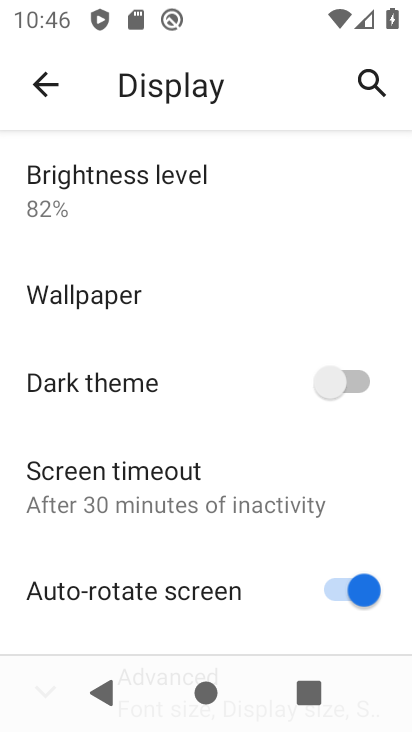 10:46
Display
Brightness level
82%
Wallpaper
Dark theme
Screen timeout
After 30 minutes of inactivity
Auto-rotate screen
Advanced
Font size, Display size, S..